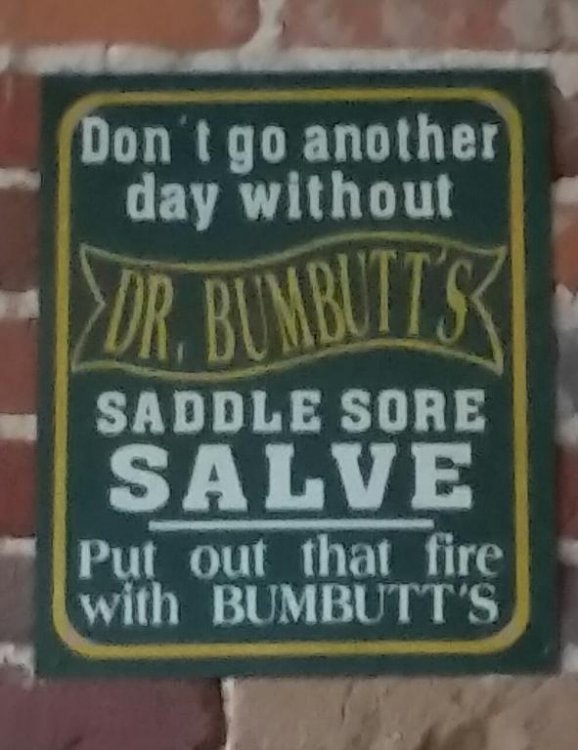 Don't go another
day without
DR. BUMBUTT'S
SADDLE SORE
SALVE
Put out that fire
with BUMBUTT'S